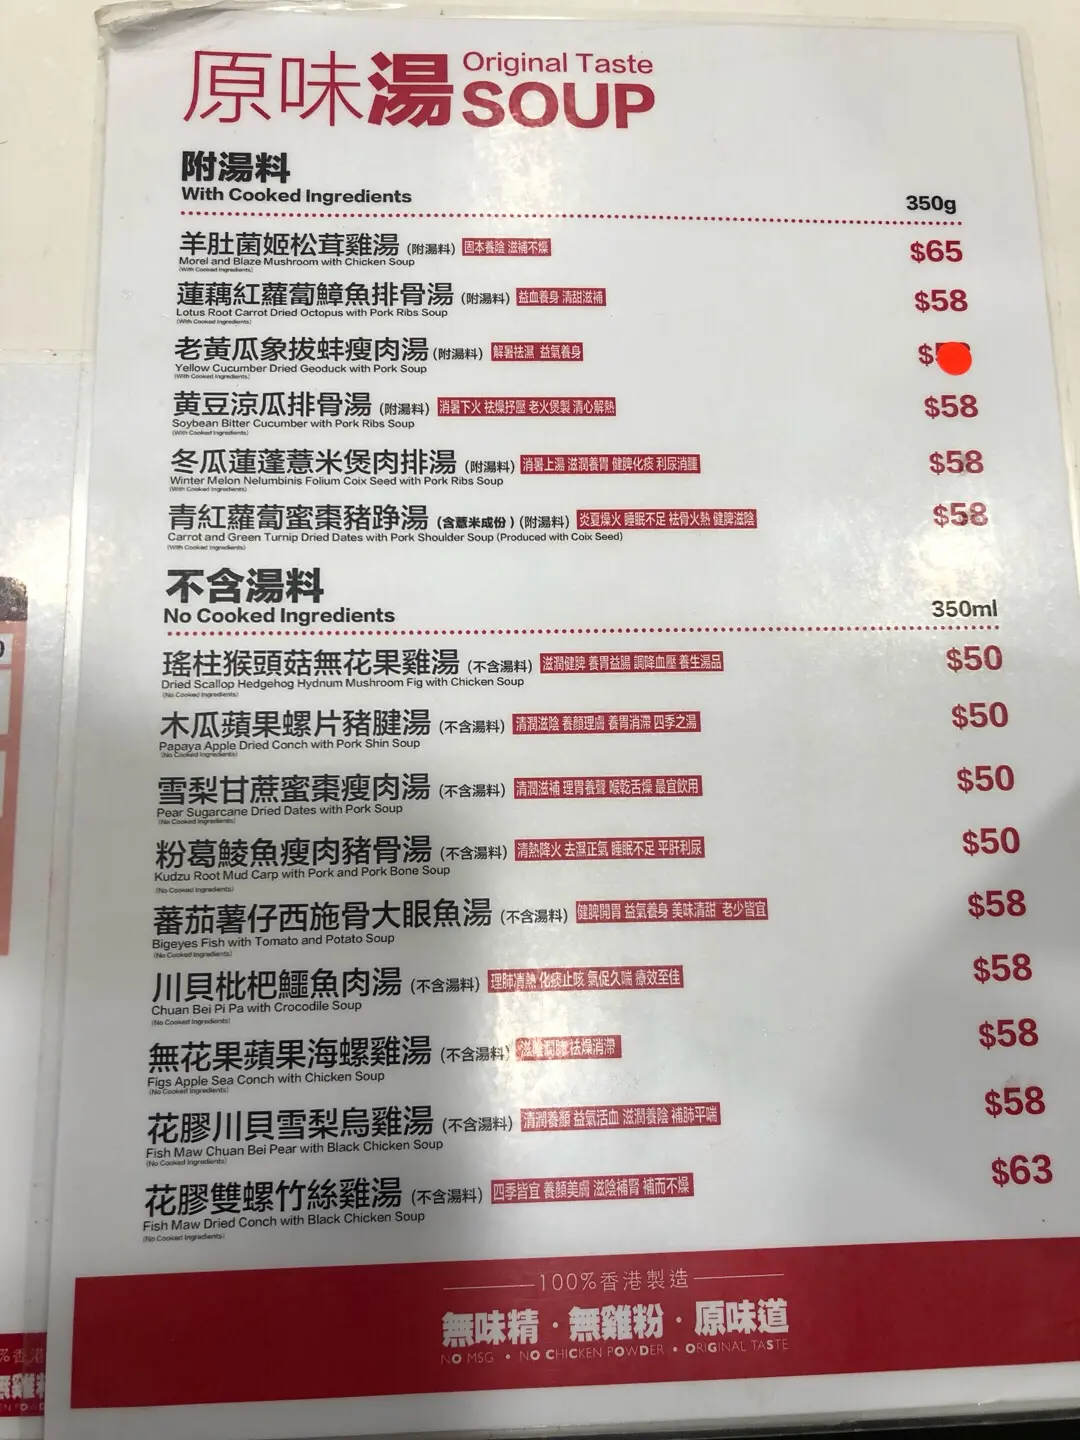 原味湯 Original Taste SOUP
附湯料
With Cooked Ingredients 350g
羊肚菌姬松茸雞湯 (附湯料) 固本養陰 滋補不燥 $65
Morel and Blaze Mushroom with Chicken Soup
(With Cooked Ingredients)
蓮藕紅蘿蔔鱆魚排骨湯 (附湯料) 益血養身 清甜滋補 $58
Lotus Root Carrot Dried Octopus with Pork Ribs Soup
(With Cooked Ingredients)
老黃瓜象拔蚌瘦肉湯 (附湯料) 解暑祛濕 益氣養身
Yellow Cucumber Dried Geoduck with Pork Soup
(With Cooked Ingredients)
黃豆涼瓜排骨湯 (附湯料) 消暑下火 祛燥抒壓 老火煲製 清心解熱 $58
Soybean Bitter Cucumber with Pork Ribs Soup
(With Cooked Ingredients)
冬瓜蓮蓬薏米煲肉排湯 (附湯料) 消暑上湯 滋潤養胃 健脾化痰 利尿消腫 $58
Winter Melon Nelumbinis Folium Coix Seed with Pork Ribs Soup
(With Cooked Ingredients)
青紅蘿蔔蜜棗豬踭湯 (含薏米成份) (附湯料) 炎夏燥火 睡眠不足 祛骨火熱 健脾滋陰 $58
Carrot and Green Turnip Dried Dates with Pork Shoulder Soup (Produced with Coix Seed)
(With Cooked Ingredients)
不含湯料
No Cooked Ingredients 350ml
瑤柱猴頭菇無花果雞湯 (不含湯料) 滋潤健脾 養胃益腸 調降血壓 養生湯品 $50
Dried Scallop Hedgehog Hydnum Mushroom Fig with Chicken Soup
(No Cooked Ingredients)
木瓜蘋果螺片豬腱湯 (不含湯料) 清潤滋陰 養顏理膚 養胃消滯 四季之湯 $50
Papaya Apple Dried Conch with Pork Shin Soup
(No Cooked Ingredients)
雪梨甘蔗蜜棗瘦肉湯 (不含湯料) 清潤滋補 理胃養聲 喉乾舌燥 最宜飲用 $50
Pear Sugarcane Dried Dates with Pork Soup
(No Cooked Ingredients)
粉葛鯪魚瘦肉豬骨湯 (不含湯料) 清熱降火 去濕正氣 睡眠不足 平肝利尿 $50
Kudzu Root Mud Carp with Pork and Pork Bone Soup
(No Cooked Ingredients)
蕃茄薯仔西施骨大眼魚湯 (不含湯料) 健脾開胃 益氣養身 美味清甜 老少皆宜 $58
Bigeyes Fish with Tomato and Potato Soup
(No Cooked Ingredients)
川貝枇杷鱷魚肉湯 (不含湯料) 理肺清熱 化痰止咳 氣促久喘 療效至佳 $58
Chuan Bei Pi Pa with Crocodile Soup
(No Cooked Ingredients)
無花果蘋果海螺雞湯 (不含湯料) 滋陰潤肺 祛燥消滯 $58
Figs Apple Sea Conch with Chicken Soup
(No Cooked Ingredients)
花膠川貝雪梨烏雞湯 (不含湯料) 清潤養顏 益氣活血 滋潤養陰 補肺平喘 $58
Fish Maw Chuan Bei Pear with Black Chicken Soup
(No Cooked Ingredients)
花膠雙螺竹絲雞湯 (不含湯料) 四季皆宜 養顏美膚 滋陰補腎 補而不燥 $63
Fish Maw Dried Conch with Black Chicken Soup
(No Cooked Ingredients)
100%香港製造
無味精・無雞粉・原味道
NO MSG • NO CHICKEN POWDER • ORIGINAL TASTE